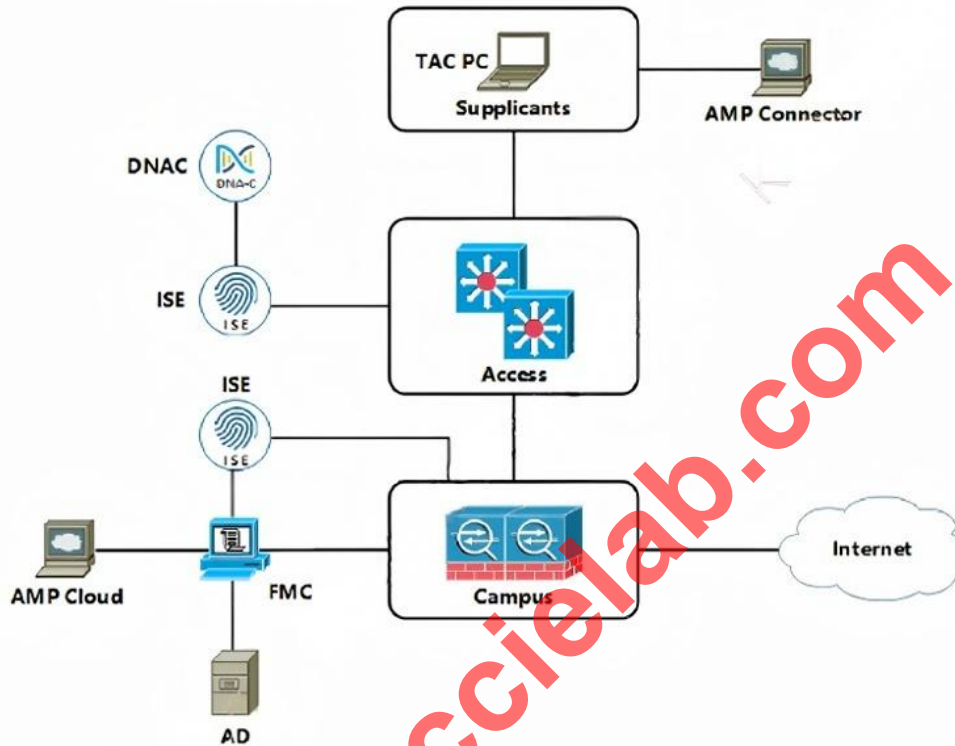 TAC PC
Supplicants
AMP Connector
DNAC
DNA-C
ISE
ISE
Access
ISE
ISE
AMP Cloud
FMC
Campus
Internet
AD
ccielab.com